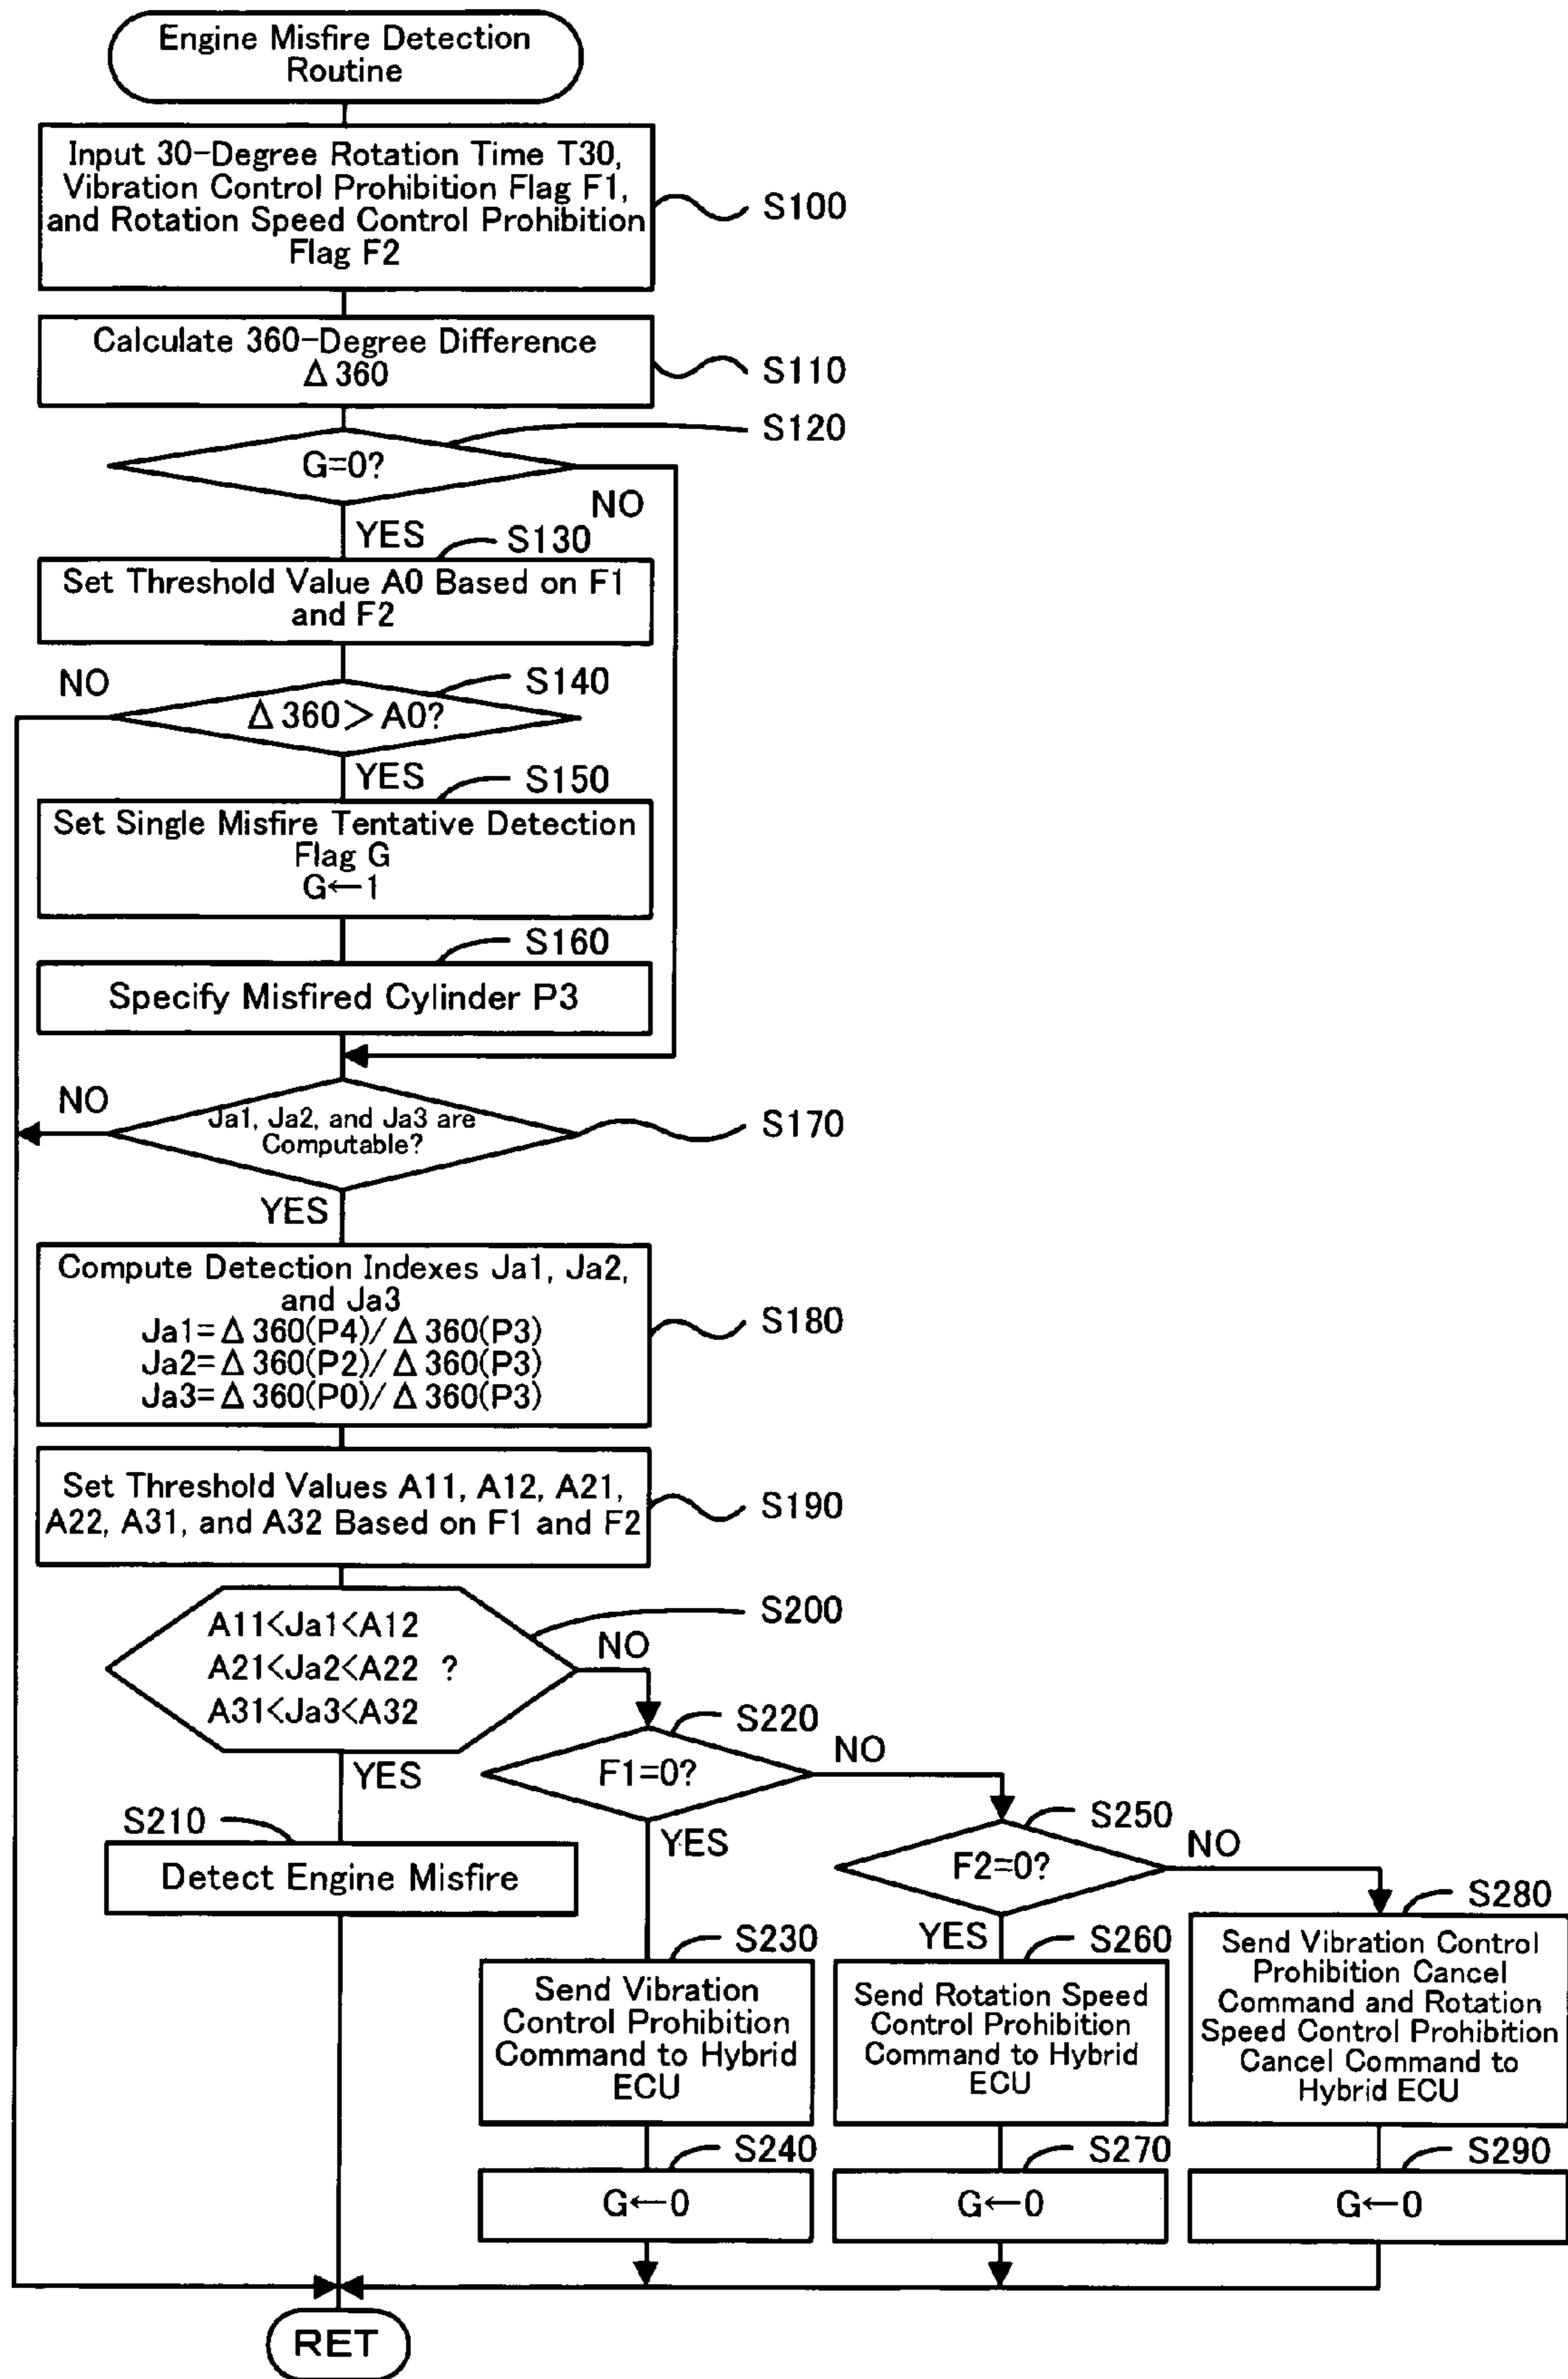 Engine Misfire Detection
Routine
Input 30-Degree Rotation Time T30,
Vibration Control Prohibition Flag F1,
and Rotation Speed Control Prohibition
Flag F2
S100
Calculate 360-Degree Difference
Δ360
S110
S120
G=0?
NO
YES
S130
Set Threshold Value A0 Based on F1
and F2
NO
S140
Δ360>A0?
YES
S150
Set Single Misfire Tentative Detection
Flag G
G←1
S160
Specify Misfired Cylinder P3
NO
Ja1, Ja2, and Ja3 are
Computable?
S170
YES
Compute Detection Indexes Ja1, Ja2,
and Ja3
Ja1=Δ360(P4)/Δ360(P3)
Ja2=Δ360(P2)/Δ360(P3)
Ja3=Δ360(P0)/Δ360(P3)
S180
Set Threshold Values A11, A12, A21,
A22, A31, and A32 Based on F1 and F2
S190
A11<Ja1<A12
A21<Ja2<A22 ?
A31<Ja3<A32
S200
NO
YES
S220
F1=0?
NO
YES
S210
Detect Engine Misfire
S250
F2=0?
NO
YES
S230
Send Vibration
Control Prohibition
Command to Hybrid
ECU
S260
Send Rotation Speed
Control Prohibition
Command to Hybrid
ECU
S280
Send Vibration Control
Prohibition Cancel
Command and Rotation
Speed Control Prohibition
Cancel Command to
Hybrid ECU
S240
G←0
S270
G←0
S290
G←0
RET